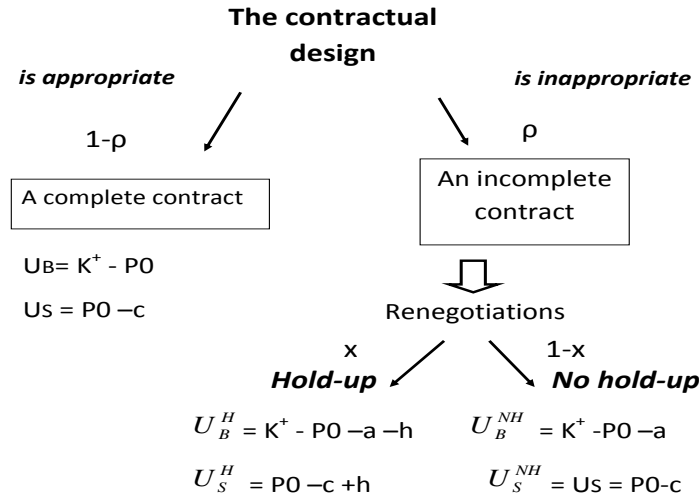 The contractual
design
is appropriate
is inappropriate
1-ρ
ρ
A complete contract
An incomplete
contract
UB= K⁺ - P0
US = P0 –c
Renegotiations
x
1-x
Hold-up
No hold-up
U_B^H = K⁺ - P0 –a –h
U_B^NH = K⁺ -P0 –a
U_S^H = P0 –c +h
U_S^NH = Us = P0-c